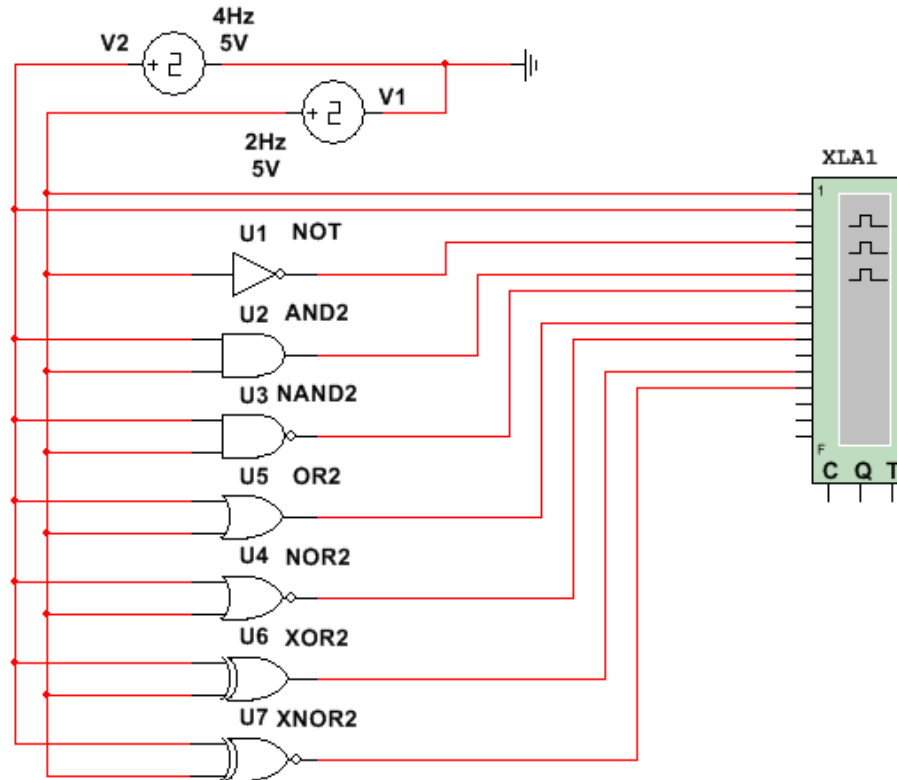 4Hz
V2 5V
V1
2Hz
5V
XLA1
1
U1 NOT
U2 AND2
U3 NAND2
U5 OR2
U4 NOR2
U6 XOR2
U7 XNOR2
F
C Q T